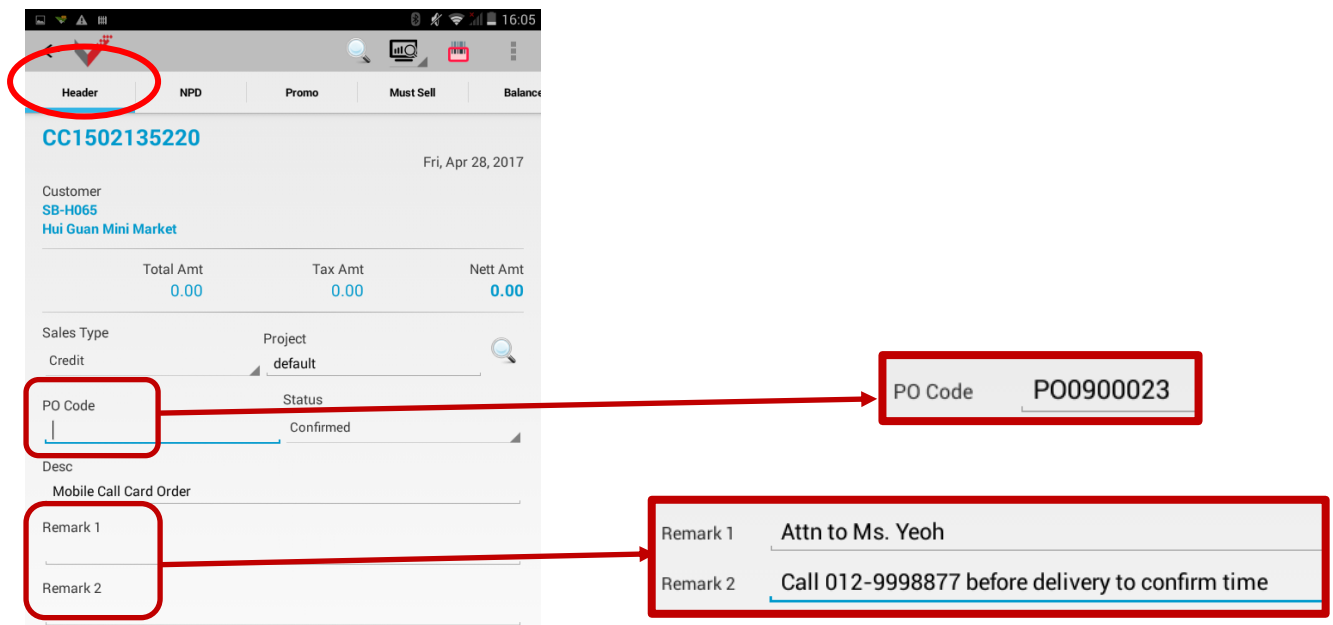 16:05
Header NPD Promo Must Sell Balance
CC1502135220
Fri, Apr 28, 2017
Customer
SB-H065
Hui Guan Mini Market
Total Amt Tax Amt Nett Amt
0.00 0.00 0.00
Sales Type Project
Credit default
PO Code Status
Confirmed
Desc
Mobile Call Card Order
Remark 1
Remark 2
PO Code PO0900023
Remark 1 Attn to Ms. Yeoh
Remark 2 Call 012-9998877 before delivery to confirm time